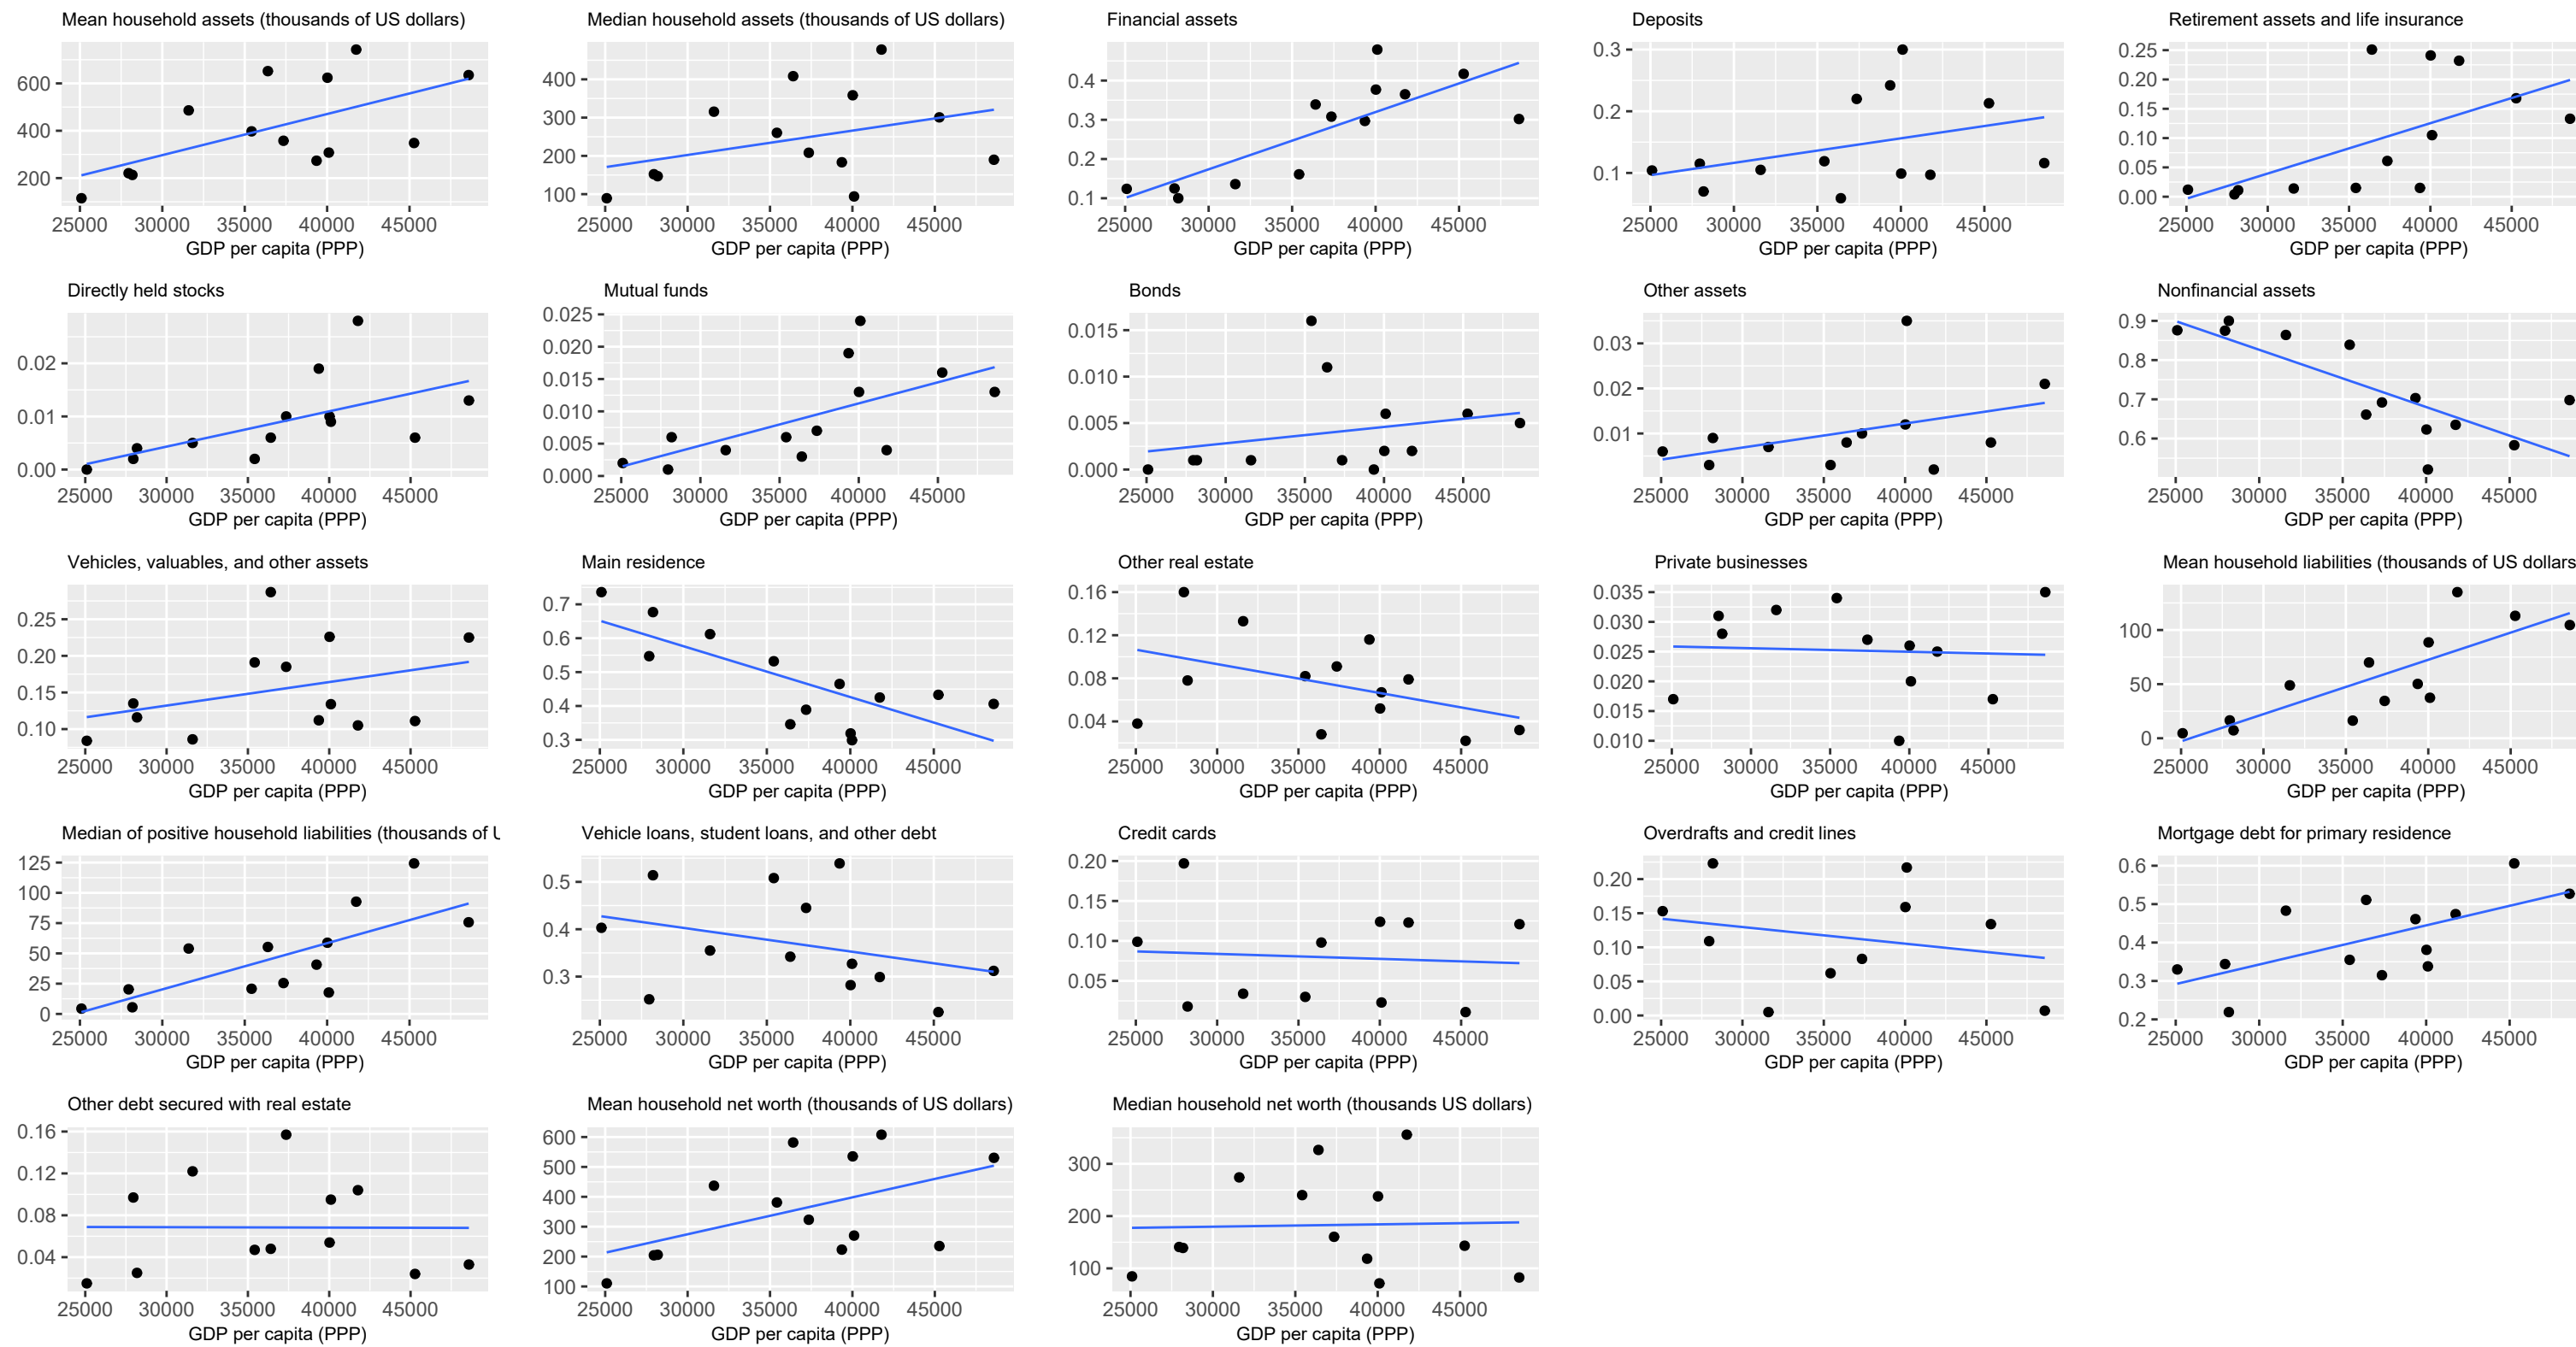 Mean household assets (thousands of US dollars)
600
400
200
25000 30000 35000 40000 45000
GDP per capita (PPP)
Median household assets (thousands of US dollars)
400
300
200
100
25000 30000 35000 40000 45000
GDP per capita (PPP)
Financial assets
0.4
0.3
0.2
0.1
25000 30000 35000 40000 45000
GDP per capita (PPP)
Deposits
0.3
0.2
0.1
25000 30000 35000 40000 45000
GDP per capita (PPP)
Retirement assets and life insurance
0.25
0.20
0.15
0.10
0.05
0.00
25000 30000 35000 40000 45000
GDP per capita (PPP)
Directly held stocks
0.02
0.01
0.00
25000 30000 35000 40000 45000
GDP per capita (PPP)
Mutual funds
0.025
0.020
0.015
0.010
0.005
0.000
25000 30000 35000 40000 45000
GDP per capita (PPP)
Bonds
0.015
0.010
0.005
0.000
25000 30000 35000 40000 45000
GDP per capita (PPP)
Other assets
0.03
0.02
0.01
25000 30000 35000 40000 45000
GDP per capita (PPP)
Nonfinancial assets
0.9
0.8
0.7
0.6
25000 30000 35000 40000 45000
GDP per capita (PPP)
Vehicles, valuables, and other assets
0.25
0.20
0.15
0.10
25000 30000 35000 40000 45000
GDP per capita (PPP)
Main residence
0.7
0.6
0.5
0.4
0.3
25000 30000 35000 40000 45000
GDP per capita (PPP)
Other real estate
0.16
0.12
0.08
0.04
25000 30000 35000 40000 45000
GDP per capita (PPP)
Private businesses
0.035
0.030
0.025
0.020
0.015
0.010
25000 30000 35000 40000 45000
GDP per capita (PPP)
Mean household liabilities (thousands of US dollars
100
50
0
25000 30000 35000 40000 45000
GDP per capita (PPP)
Median of positive household liabilities (thousands of
125
100
75
50
25
0
25000 30000 35000 40000 45000
GDP per capita (PPP)
Vehicle loans, student loans, and other debt
0.5
0.4
0.3
25000 30000 35000 40000 45000
GDP per capita (PPP)
Credit cards
0.20
0.15
0.10
0.05
25000 30000 35000 40000 45000
GDP per capita (PPP)
Overdrafts and credit lines
0.20
0.15
0.10
0.05
0.00
25000 30000 35000 40000 45000
GDP per capita (PPP)
Mortgage debt for primary residence
0.6
0.5
0.4
0.3
0.2
25000 30000 35000 40000 45000
GDP per capita (PPP)
Other debt secured with real estate
0.16
0.12
0.08
0.04
25000 30000 35000 40000 45000
GDP per capita (PPP)
Mean household net worth (thousands of US dollars)
600
500
400
300
200
100
25000 30000 35000 40000 45000
GDP per capita (PPP)
Median household net worth (thousands US dollars)
300
200
100
25000 30000 35000 40000 45000
GDP per capita (PPP)